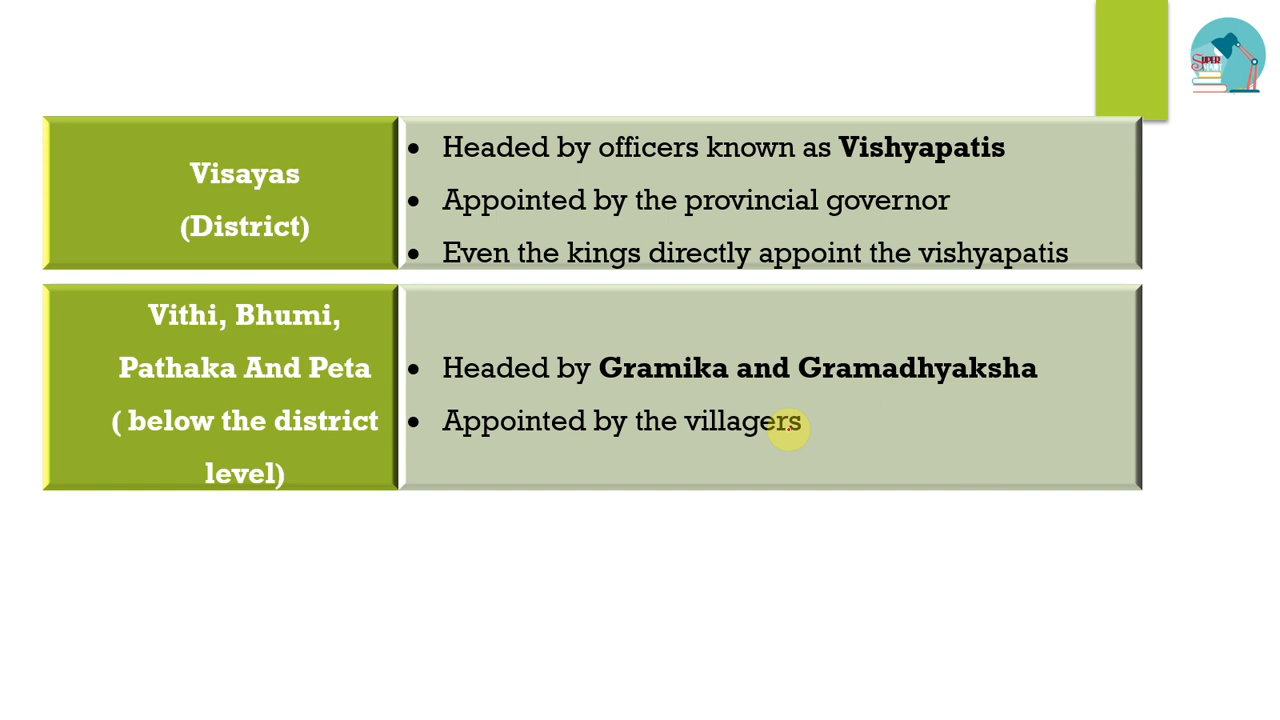 SUPER
Visayas
(District)
• Headed by officers known as Vishyapatis
• Appointed by the provincial governor
• Even the kings directly appoint the vishyapatis
Vithi, Bhumi,
Pathaka And Peta
( below the district
level)
• Headed by Gramika and Gramadhyaksha
• Appointed by the villagers